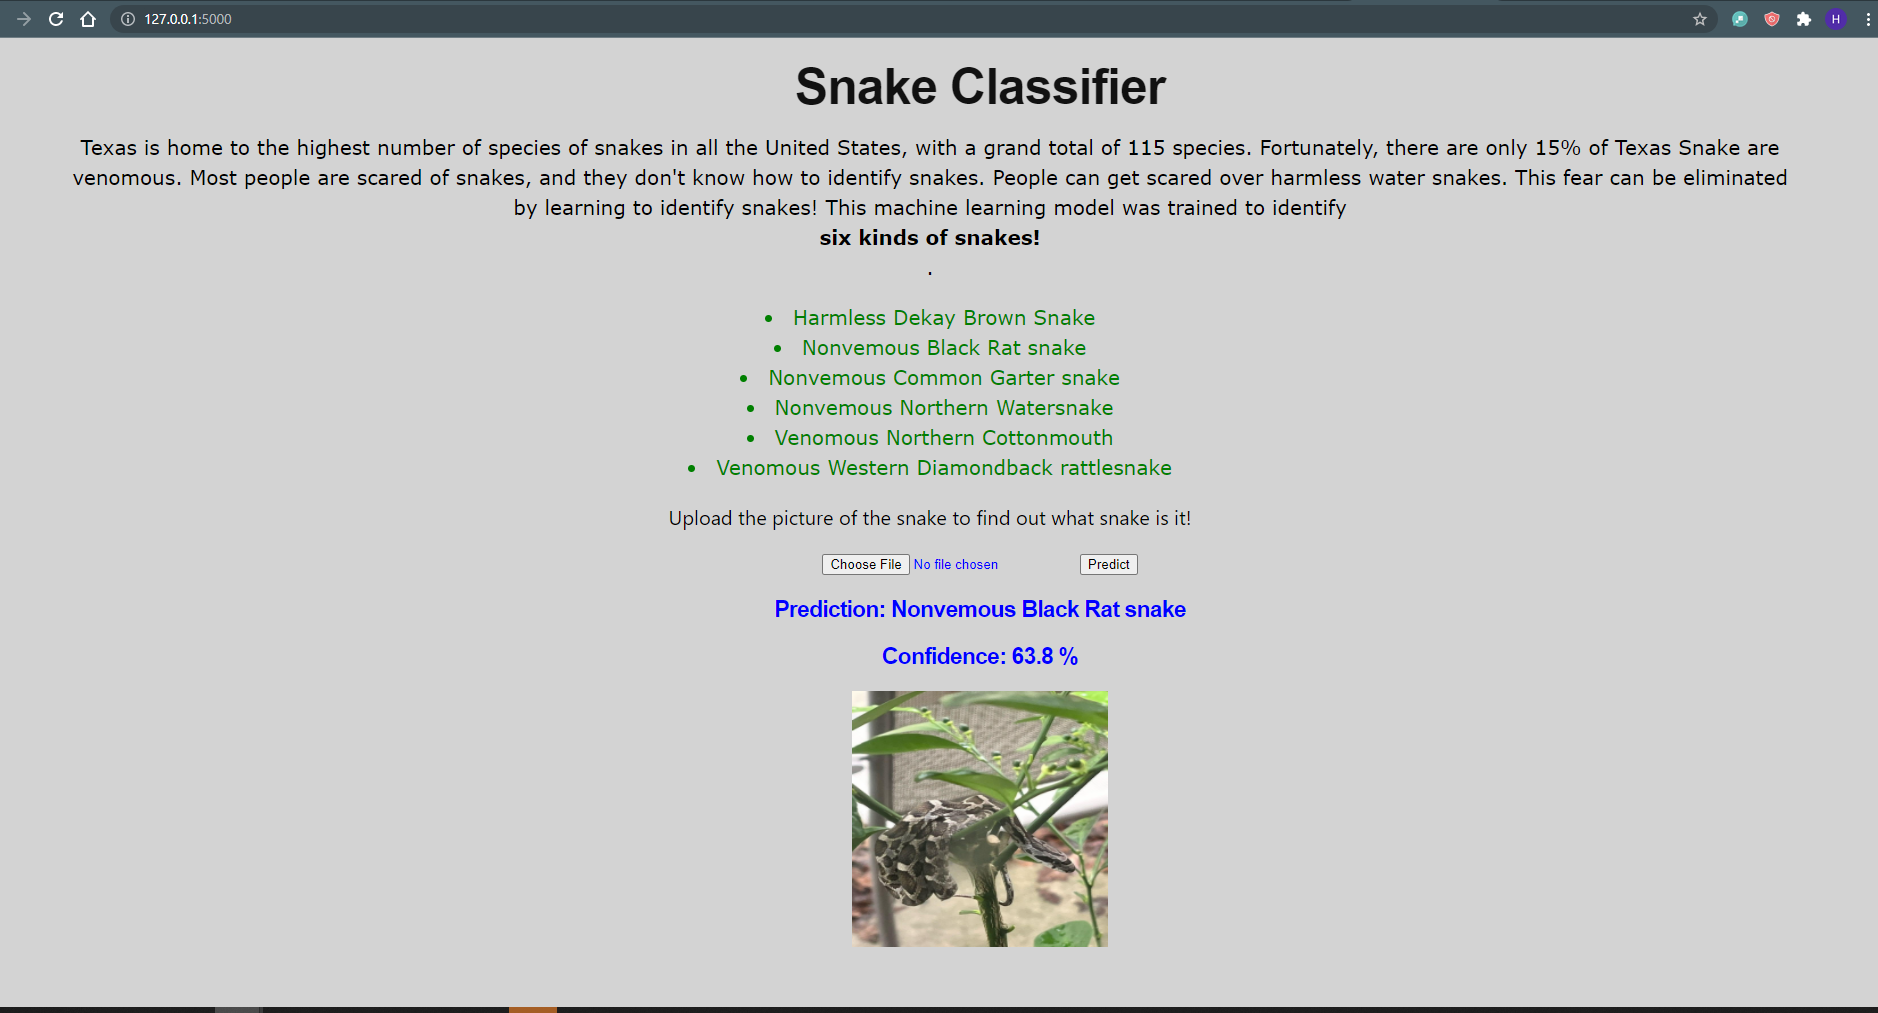 127.0.0.1:5000
H
Snake Classifier
Texas is home to the highest number of species of snakes in all the United States, with a grand total of 115 species. Fortunately, there are only 15% of Texas Snake are
venomous. Most people are scared of snakes, and they don't know how to identify snakes. People can get scared over harmless water snakes. This fear can be eliminated
by learning to identify snakes! This machine learning model was trained to identify
six kinds of snakes!
.
• Harmless Dekay Brown Snake
• Nonvemous Black Rat snake
• Nonvemous Common Garter snake
• Nonvemous Northern Watersnake
• Venomous Northern Cottonmouth
• Venomous Western Diamondback rattlesnake
Upload the picture of the snake to find out what snake is it!
Choose File No file chosen Predict
Prediction: Nonvemous Black Rat snake
Confidence: 63.8 %